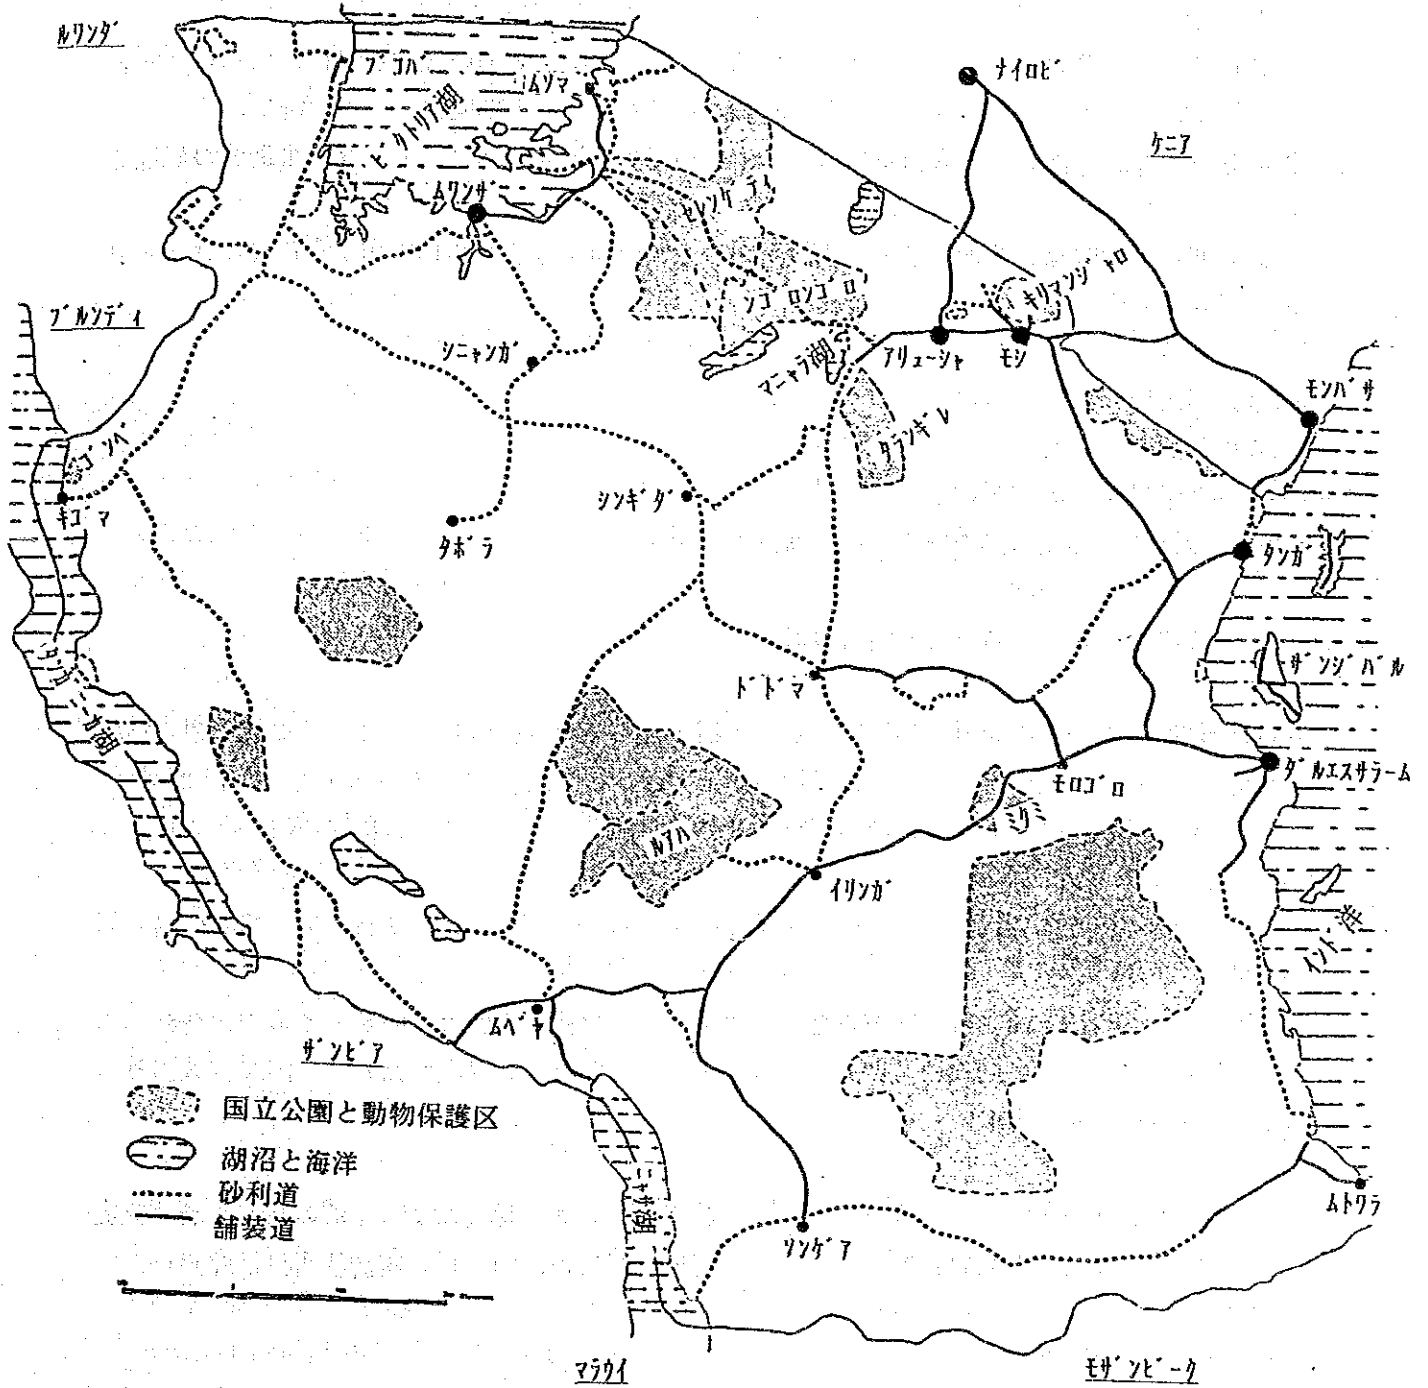 ルワンダ
ブコバ
ムソマ
ビクトリア湖
ムワンザ
ナイロビ
ケニア
セレンゲティ
ンゴロンゴロ
キリマンジャロ
ブルンディ
シニャンガ
マニャラ湖
アリューシャ
モシ
モンバサ
タランギレ
ゴンベ
キゴマ
シンギダ
タボラ
タンガ
ザンジバル
ドドマ
湖
モロゴロ
ダルエスサラーム
ミクミ
ルアハ
イリンガ
インド洋
ムベヤ
ザンビア
国立公園と動物保護区
湖沼と海洋
砂利道
舗装道
湖
ソンゲア
ムトワラ
マラウイ
モザンビーク